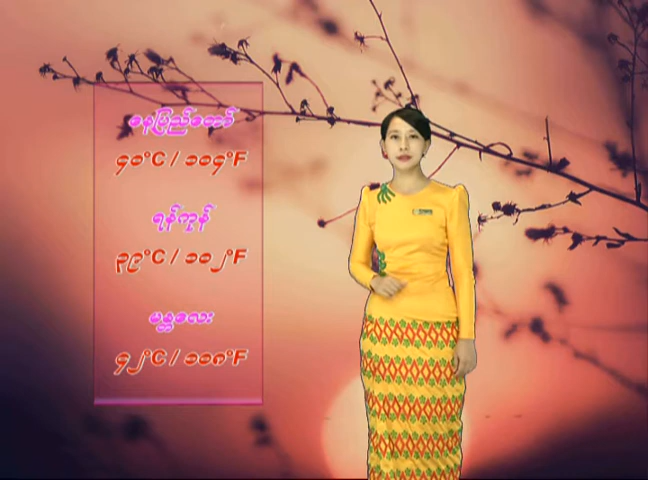 နေပြည်တော်
၄၀°C / ၁၀၄°F
ရန်ကုန်
၃၉°C / ၁၀၂°F
မန္တလေး
၄၂°C / ၁၀၈°F